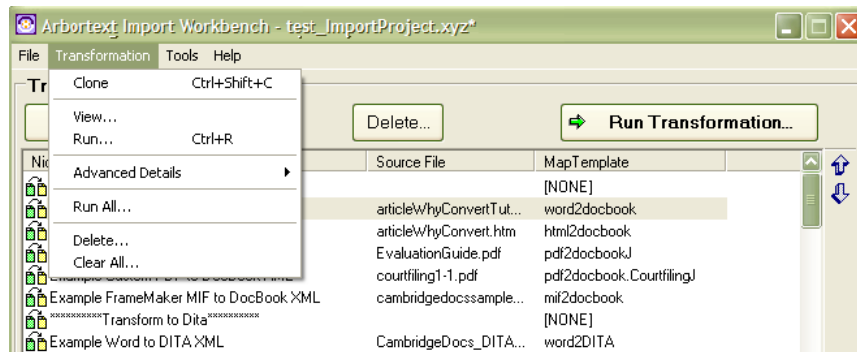 Arbortext Import Workbench - test_ImportProject.xyz*
File Transformation Tools Help
Tr
Clone Ctrl+Shift+C
View...
Run... Ctrl+R
Advanced Details
Run All...
Delete...
Clear All...
Delete...
Run Transformation...
Nic Source File MapTemplate
[NONE]
articleWhyConvertTut... word2docbook
articleWhyConvert.htm html2docbook
EvaluationGuide.pdf pdf2docbookJ
courtfiling1-1.pdf pdf2docbook.CourtfilingJ
Example FrameMaker MIF to DocBook XML cambridgedocssample... mif2docbook
**********Transform to Dita********** [NONE]
Example Word to DITA XML CambridgeDocs_DITA... word2DITA